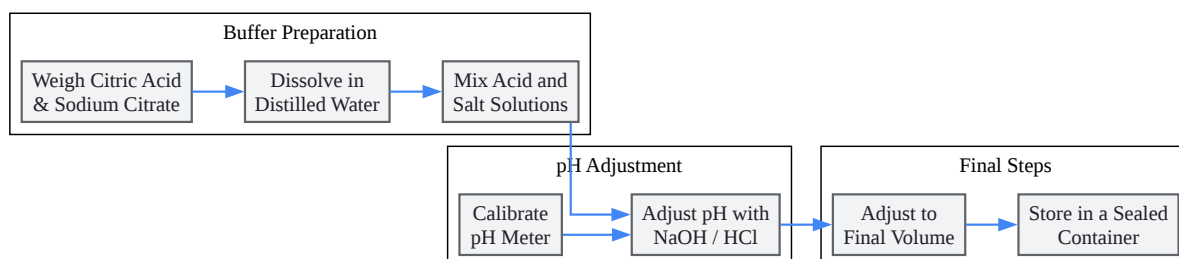 Buffer Preparation
Weigh Citric Acid
& Sodium Citrate
Dissolve in
Distilled Water
Mix Acid and
Salt Solutions
pH Adjustment
Calibrate
pH Meter
Adjust pH with
NaOH / HCl
Final Steps
Adjust to
Final Volume
Store in a Sealed
Container